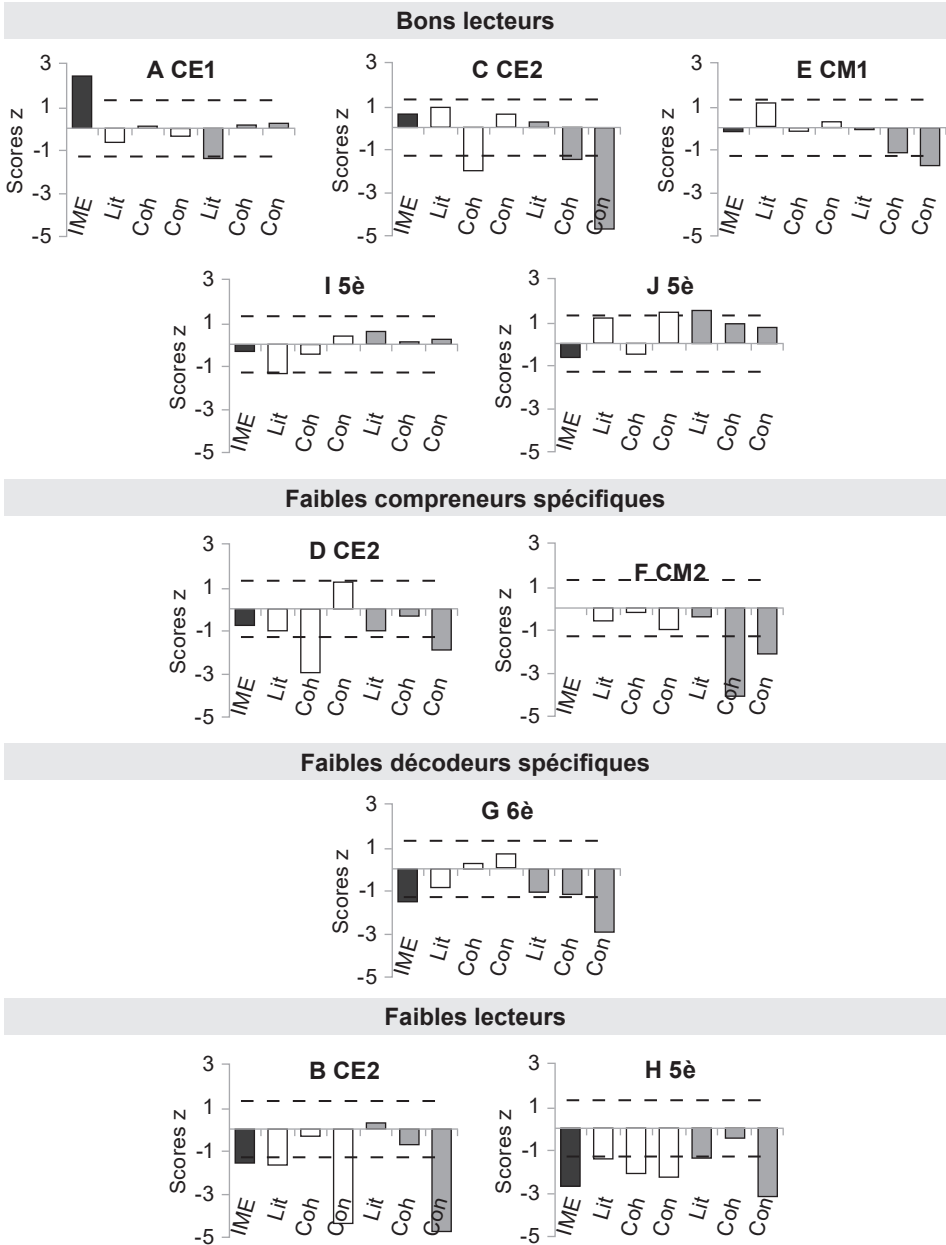 Bons lecteurs
A CE1
3
1
-1
-3
-5
Scores z
IME Lit Coh Con Lit Coh Con
C CE2
3
1
-1
-3
-5
Scores z
IME Lit Coh Con Lit Coh Con
E CM1
3
1
-1
-3
-5
Scores z
IME Lit Coh Con Lit Coh Con
I 5è
3
1
-1
-3
-5
Scores z
IME Lit Coh Con Lit Coh Con
J 5è
3
1
-1
-3
-5
Scores z
IME Lit Coh Con Lit Coh Con
Faibles compreneurs spécifiques
D CE2
3
1
-1
-3
-5
Scores z
IME Lit Coh Con Lit Coh Con
F CM2
3
1
-1
-3
-5
Scores z
IME Lit Coh Con Lit Coh Con
Faibles décodeurs spécifiques
G 6è
3
1
-1
-3
-5
Scores z
IME Lit Coh Con Lit Coh Con
Faibles lecteurs
B CE2
3
1
-1
-3
-5
Scores z
IME Lit Coh Con Lit Coh Con
H 5è
3
1
-1
-3
-5
Scores z
IME Lit Coh Con Lit Coh Con